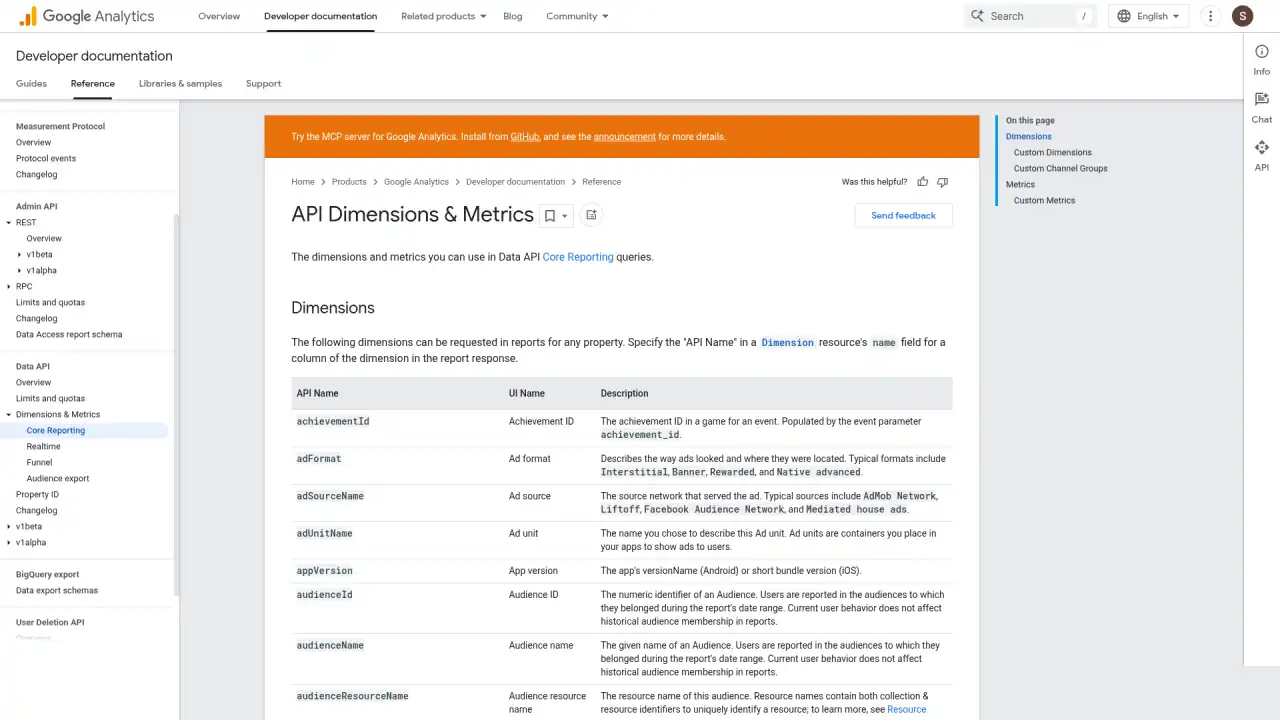 Google Analytics
Overview
Developer documentation
Related products
Blog
Community
Search
/
English
S
Developer documentation
Guides
Reference
Libraries & samples
Support
Info
Chat
API
Measurement Protocol
Overview
Protocol events
Changelog
Admin API
REST
Overview
v1beta
v1alpha
RPC
Limits and quotas
Changelog
Data Access report schema
Data API
Overview
Limits and quotas
Dimensions & Metrics
Core Reporting
Realtime
Funnel
Audience export
Property ID
Changelog
v1beta
v1alpha
BigQuery export
Data export schemas
User Deletion API
Overview
Try the MCP server for Google Analytics. Install from GitHub, and see the announcement for more details.
Home > Products > Google Analytics > Developer documentation > Reference
Was this helpful?
API Dimensions & Metrics
Send feedback
The dimensions and metrics you can use in Data API Core Reporting queries.
Dimensions
The following dimensions can be requested in reports for any property. Specify the "API Name" in a Dimension resource's name field for a
column of the dimension in the report response.
API Name UI Name Description
achievementId Achievement ID The achievement ID in a game for an event. Populated by the event parameter
achievement_id.
adFormat Ad format Describes the way ads looked and where they were located. Typical formats include
Interstitial, Banner, Rewarded, and Native advanced.
adSourceName Ad source The source network that served the ad. Typical sources include AdMob Network,
Liftoff, Facebook Audience Network, and Mediated house ads.
adUnitName Ad unit The name you chose to describe this Ad unit. Ad units are containers you place in
your apps to show ads to users.
appVersion App version The app's versionName (Android) or short bundle version (iOS).
audienceId Audience ID The numeric identifier of an Audience. Users are reported in the audiences to which
they belonged during the report's date range. Current user behavior does not affect
historical audience membership in reports.
audienceName Audience name The given name of an Audience. Users are reported in the audiences to which they
belonged during the report's date range. Current user behavior does not affect
historical audience membership in reports.
audienceResourceName Audience resource The resource name of this audience. Resource names contain both collection &
name resource identifiers to uniquely identify a resource; to learn more, see Resource
On this page
Dimensions
Custom Dimensions
Custom Channel Groups
Metrics
Custom Metrics